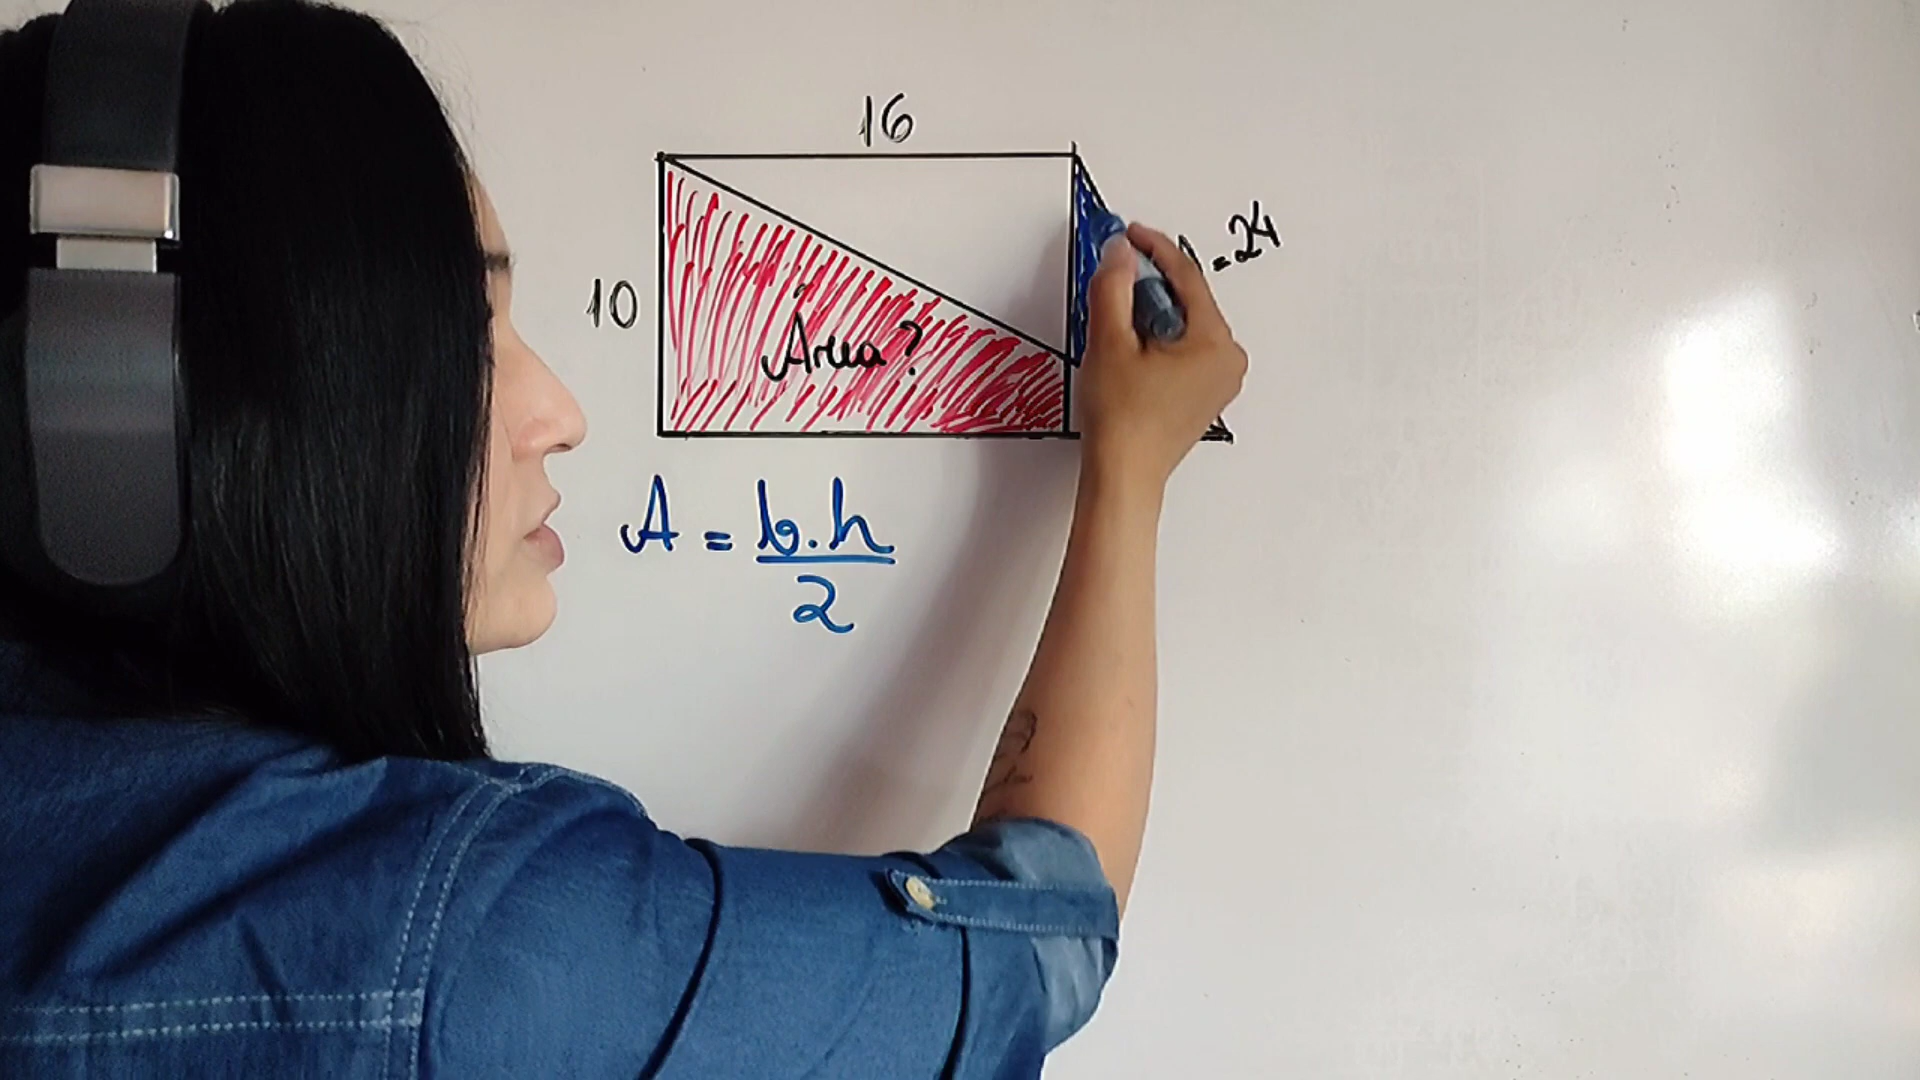 16
= 24
10
Área?
A = b.h
2